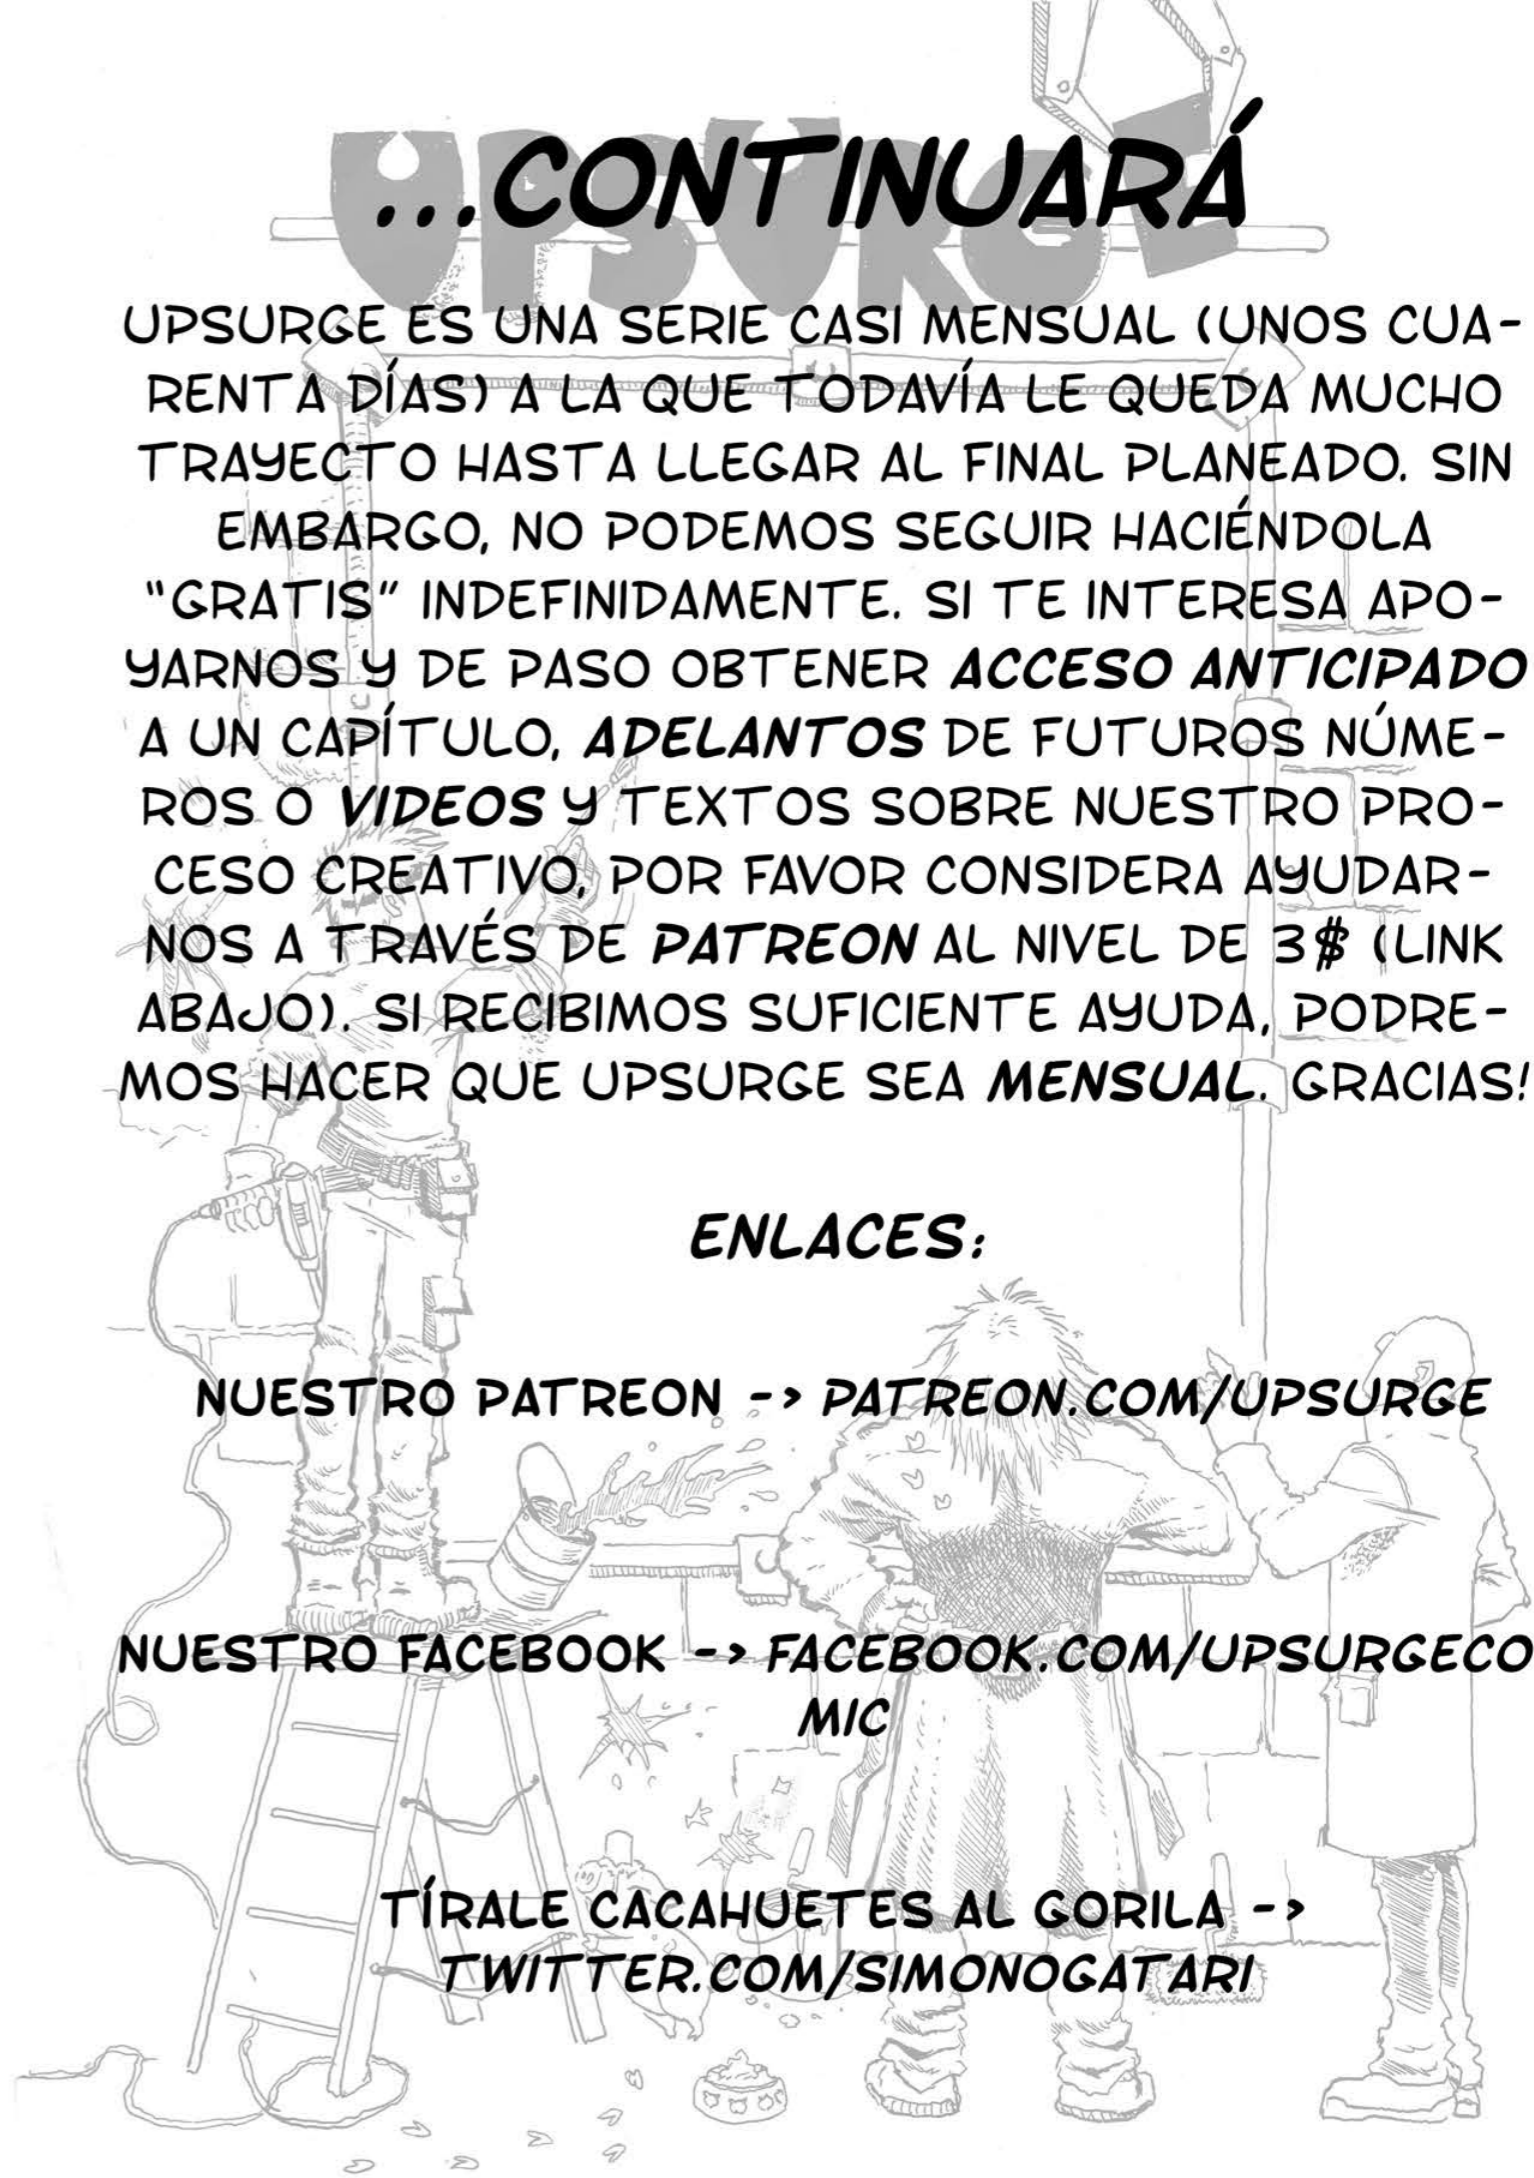 UPSURGE
...CONTINUARÁ
UPSURGE ES UNA SERIE CASI MENSUAL (UNOS CUA-
RENTA DÍAS) A LA QUE TODAVÍA LE QUEDA MUCHO
TRAYECTO HASTA LLEGAR AL FINAL PLANEADO. SIN
EMBARGO, NO PODEMOS SEGUIR HACIÉNDOLA
"GRATIS" INDEFINIDAMENTE. SI TE INTERESA APO-
YARNOS Y DE PASO OBTENER ACCESO ANTICIPADO
A UN CAPÍTULO, ADELANTOS DE FUTUROS NÚME-
ROS O VIDEOS Y TEXTOS SOBRE NUESTRO PRO-
CESO CREATIVO, POR FAVOR CONSIDERA AYUDAR-
NOS A TRAVÉS DE PATREON AL NIVEL DE 3$ (LINK
ABAJO). SI RECIBIMOS SUFICIENTE AYUDA, PODRE-
MOS HACER QUE UPSURGE SEA MENSUAL. GRACIAS!
ENLACES:
NUESTRO PATREON -> PATREON.COM/UPSURGE
NUESTRO FACEBOOK -> FACEBOOK.COM/UPSURGECO
MIC
TÍRALE CACAHUETES AL GORILA ->
TWITTER.COM/SIMONOGATARI